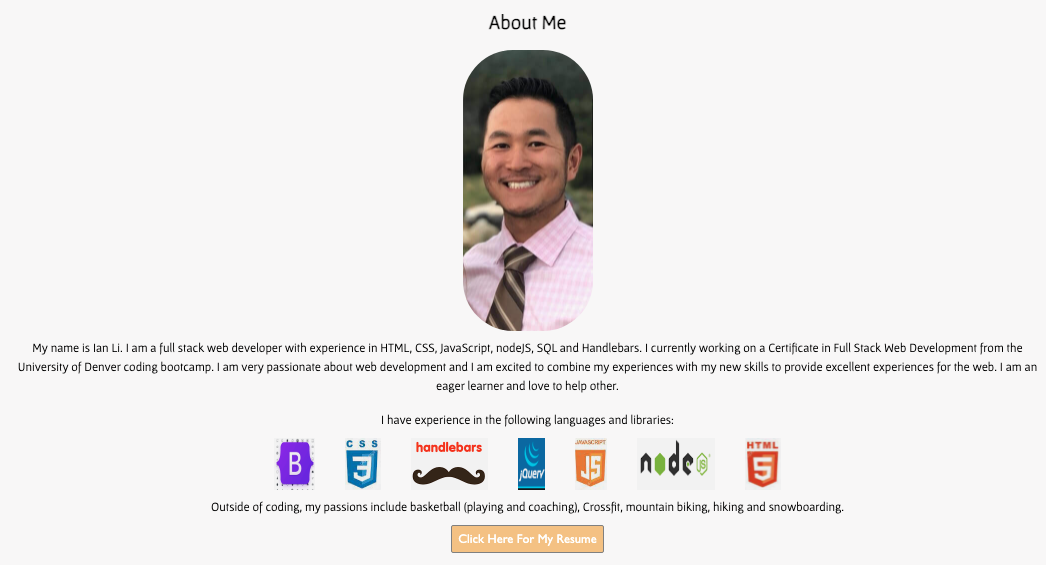 About Me
My name is Ian Li. I am a full stack web developer with experience in HTML, CSS, JavaScript, nodeJS, SQL and Handlebars. I currently working on a Certificate in Full Stack Web Development from the
University of Denver coding bootcamp. I am very passionate about web development and I am excited to combine my experiences with my new skills to provide excellent experiences for the web. I am an
eager learner and love to help other.
I have experience in the following languages and libraries:
B CSS 3 handlebars jQuery JAVASCRIPT JS node JS HTML 5
Outside of coding, my passions include basketball (playing and coaching), Crossfit, mountain biking, hiking and snowboarding.
Click Here For My Resume